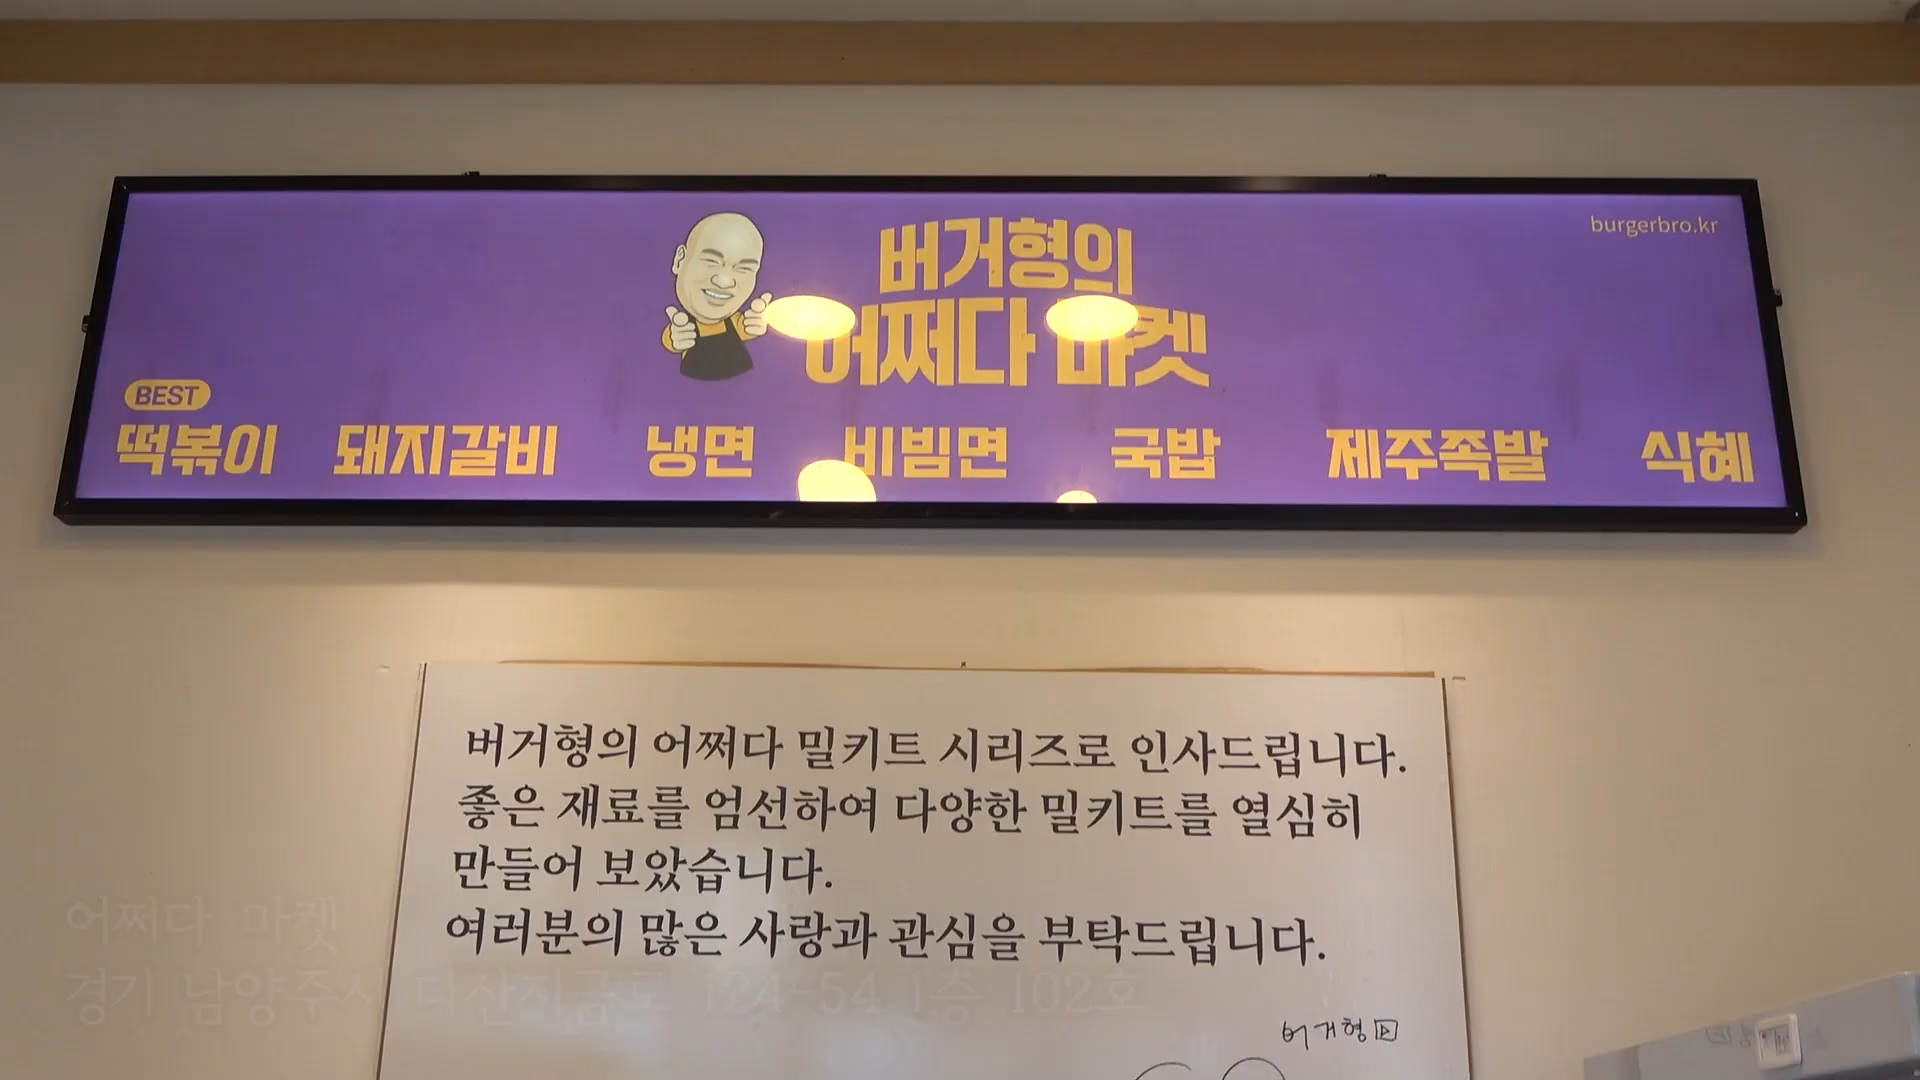 burgerbro.kr
버거형의
어쩌다 마켓
BEST
떡볶이 돼지갈비 냉면 비빔면 국밥 제주족발 식혜
버거형의 어쩌다 밀키트 시리즈로 인사드립니다.
좋은 재료를 엄선하여 다양한 밀키트를 열심히
만들어 보았습니다.
여러분의 많은 사랑과 관심을 부탁드립니다.
버거형
어쩌다 마켓
경기 남양주시 다산지금로 124-54 1층 102호